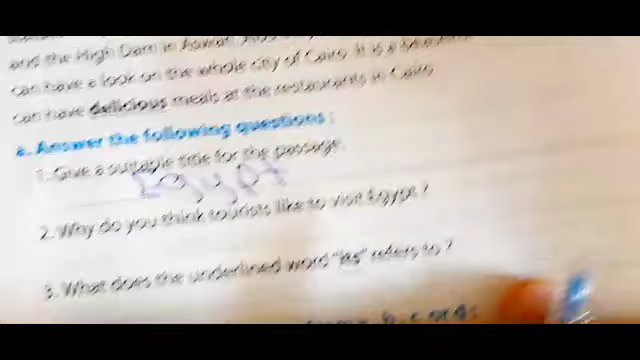 and the High Dam in Aswan
can have a look on the whole city of Cairo. It is a
can have delicious meals at the restaurants in Cairo
a. Answer the following questions :
1. Give a suitable title for the passage.
Egypt
2. Why do you think tourists like to visit Egypt ?
3. What does the underlined word "its" refers to ?
b, c or d :